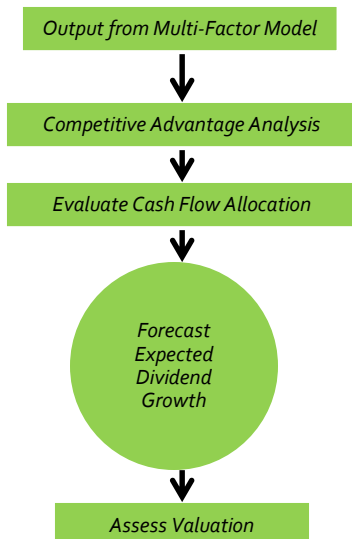 Output from Multi-Factor Model
Competitive Advantage Analysis
Evaluate Cash Flow Allocation
Forecast
Expected
Dividend
Growth
Assess Valuation